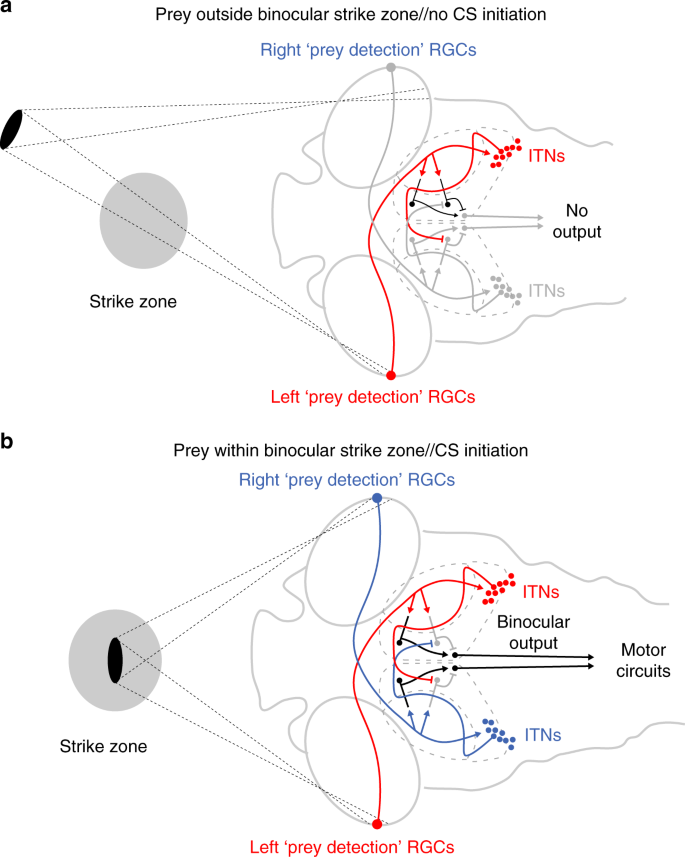 a
Prey outside binocular strike zone//no CS initiation
Right ‘prey detection’ RGCs
ITNs
No
output
Strike zone
ITNs
Left ‘prey detection’ RGCs
b
Prey within binocular strike zone//CS initiation
Right ‘prey detection’ RGCs
ITNs
Binocular
output
Motor
circuits
Strike zone
ITNs
Left ‘prey detection’ RGCs